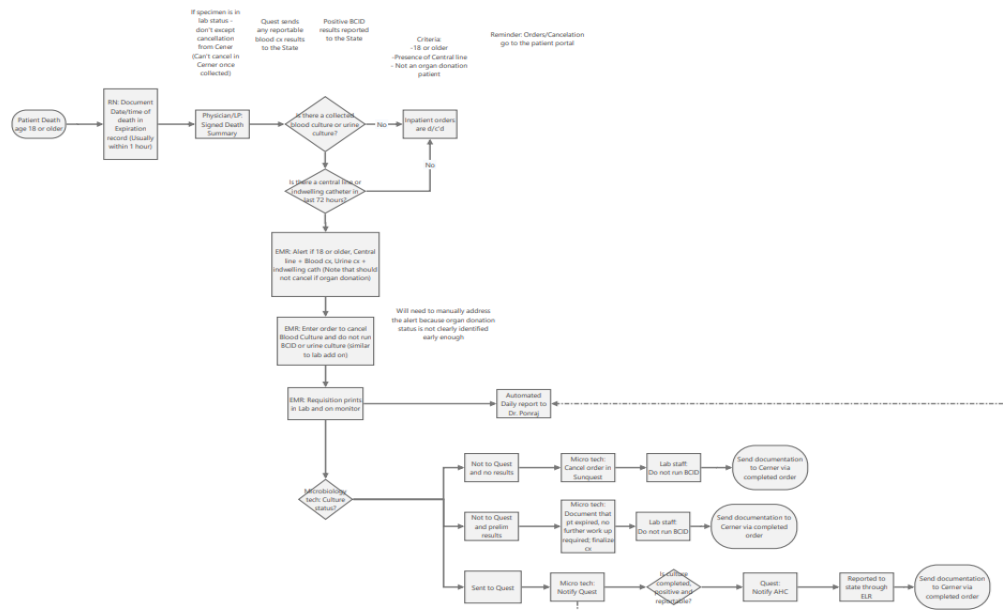 If specimen is in
lab status -
don't except
cancellation
from Cener
(Can't cancel in
Cerner once
collected)
Quest sends
any reportable
blood cx results
to the State
Positive BCID
results reported
to the State
Criteria
-18 or older
-Presence of Central line
- Not an organ donation
patient
Reminder: Orders/Cancelation
go to the patient portal
Patient Death
age 18 or older
RN: Document
Date/time of
death in
Expiration
record (Usually
within 1 hour)
Physician/LP:
Signed Death
Summary
Is there a collected
blood culture or urine
culture?
No
Inpatient orders
are d/c'd
No
Is there a central line or
indwelling catheter in
last 72 hours?
EMR: Alert if 18 or older, Central
line + Blood cx, Urine cx +
indwelling cath (Note that should
not cancel if organ donation)
Will need to manually address
the alert because organ donation
status is not clearly identified
early enough
EMR: Enter order to cancel
Blood Culture and do not run
BCID or urine culture (similar
to lab add on)
EMR: Requisition prints
in Lab and on monitor
Automated
Daily report to
Dr. Ponraj
Microbiology
tech: Culture
status?
Not to Quest
and no results
Micro tech:
Cancel order in
Sunquest
Lab staff:
Do not run BCID
Send documentation
to Cerner via
completed order
Not to Quest
and prelim
results
Micro tech:
Document that
pt expired, no
further work up
required; finalize
cx
Lab staff:
Do not run BCID
Send documentation to
Cerner via completed
order
Sent to Quest
Micro tech:
Notify Quest
Is culture
completed,
positive and
reportable?
Quest:
Notify AHC
Reported to
state through
ELR
Send documentation
to Cerner via
completed order